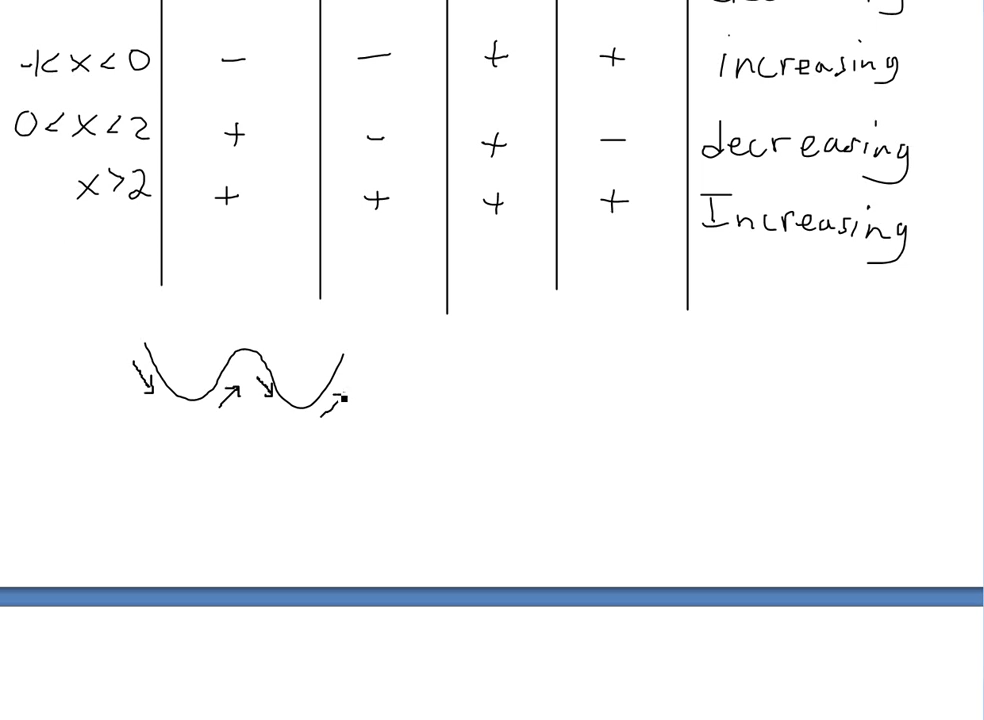 -1< x < 0 − − + + increasing
0 < x < 2 + - + − decreasing
x > 2 + + + + Increasing